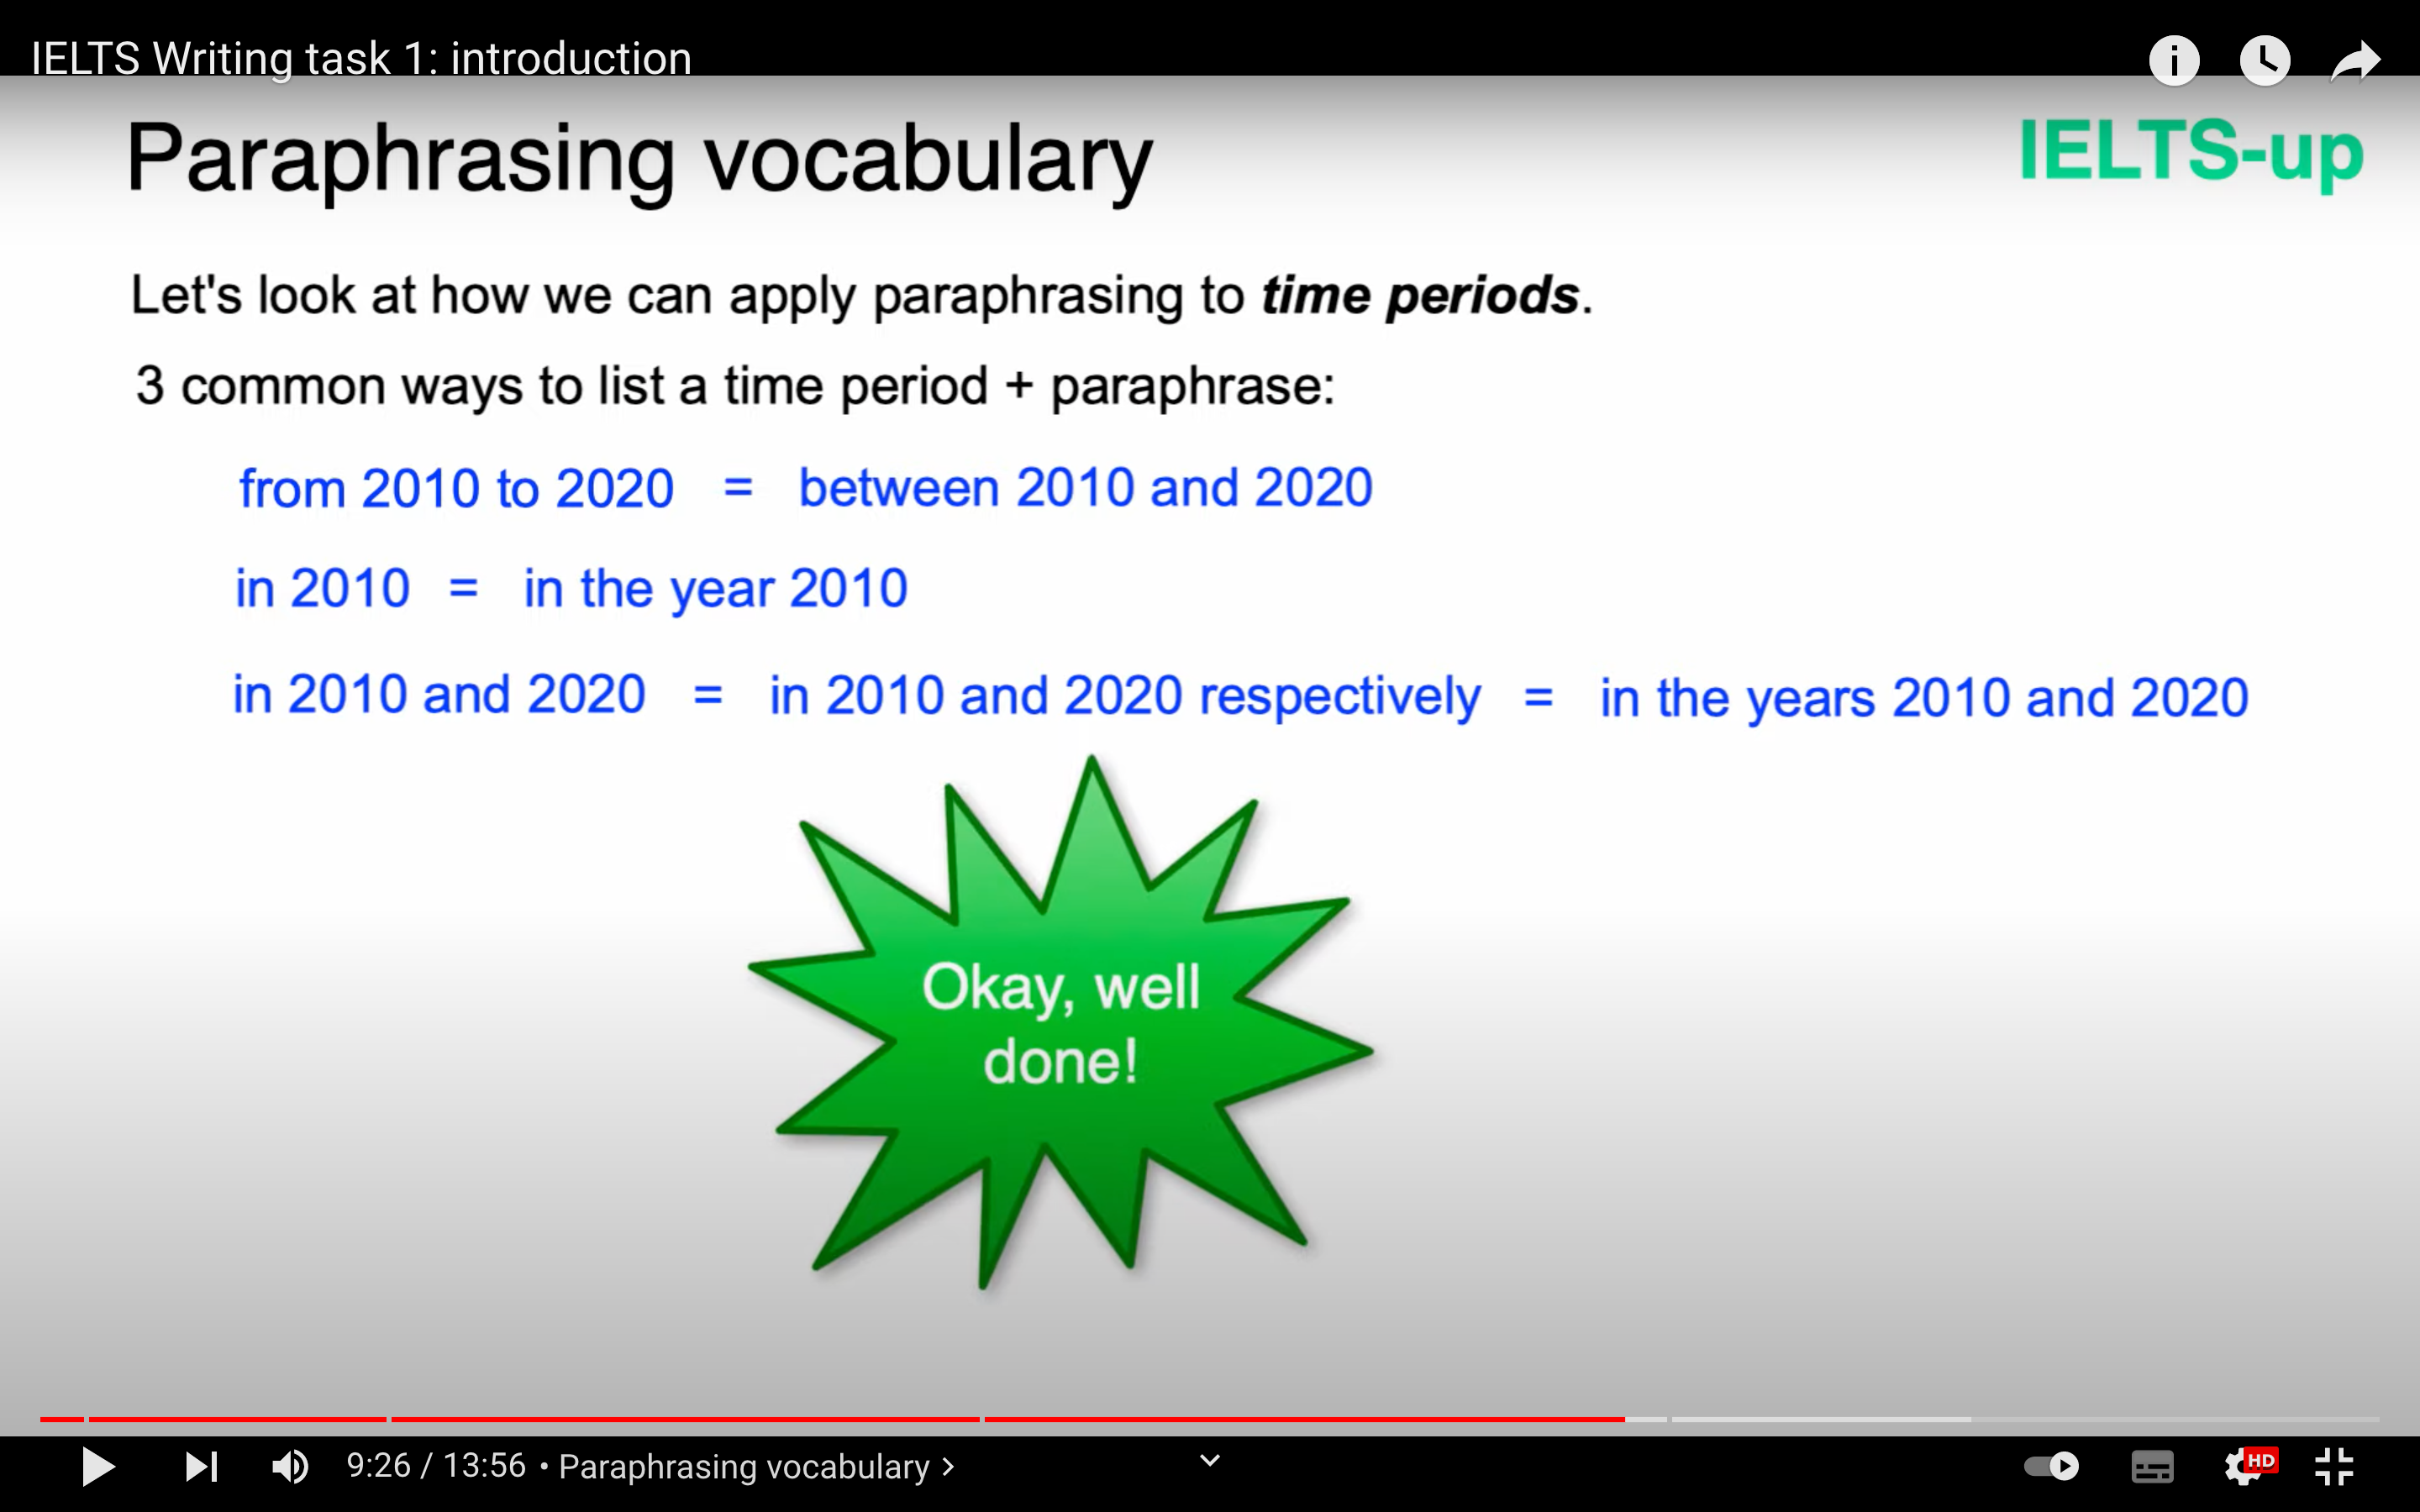 IELTS Writing task 1: introduction
Paraphrasing vocabulary
IELTS-up
Let's look at how we can apply paraphrasing to time periods.
3 common ways to list a time period + paraphrase:
from 2010 to 2020 = between 2010 and 2020
in 2010 = in the year 2010
in 2010 and 2020 = in 2010 and 2020 respectively = in the years 2010 and 2020
Okay, well
done!
9:26 / 13:56 • Paraphrasing vocabulary >
HD